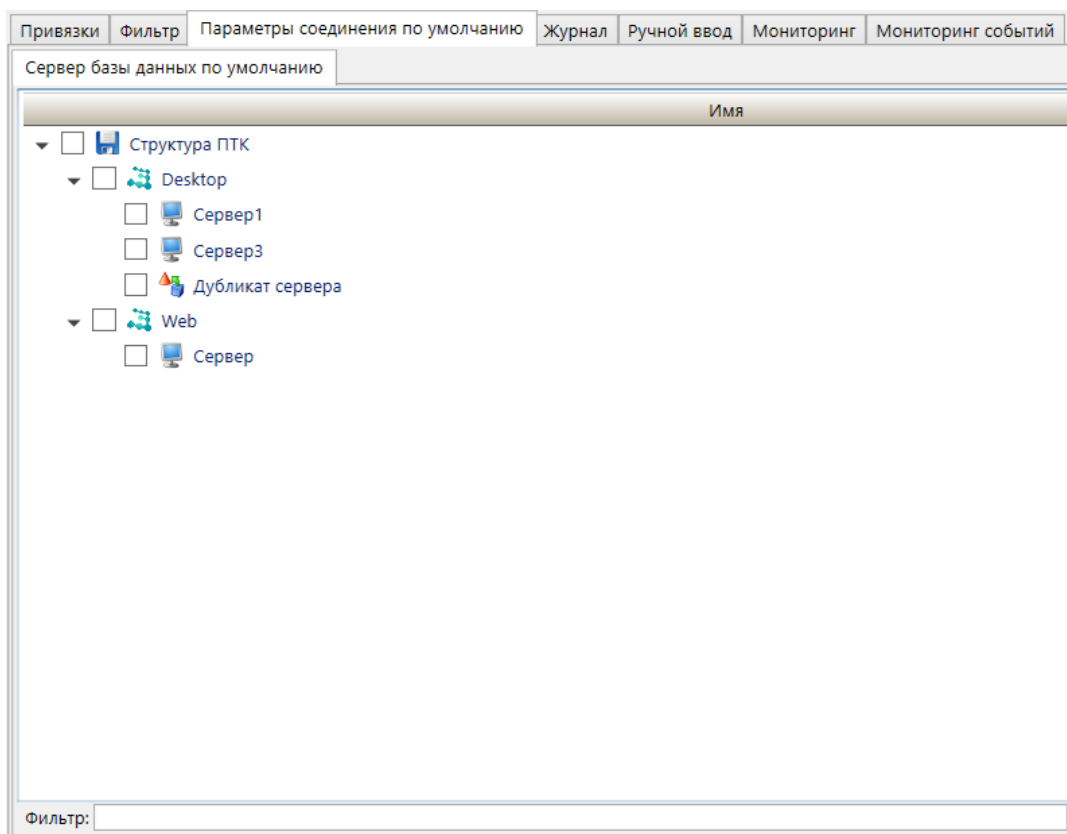 Привязки Фильтр Параметры соединения по умолчанию Журнал Ручной ввод Мониторинг Мониторинг событий
Сервер базы данных по умолчанию
Имя
Структура ПТК
Desktop
Сервер1
Сервер3
Дубликат сервера
Web
Сервер
Фильтр: